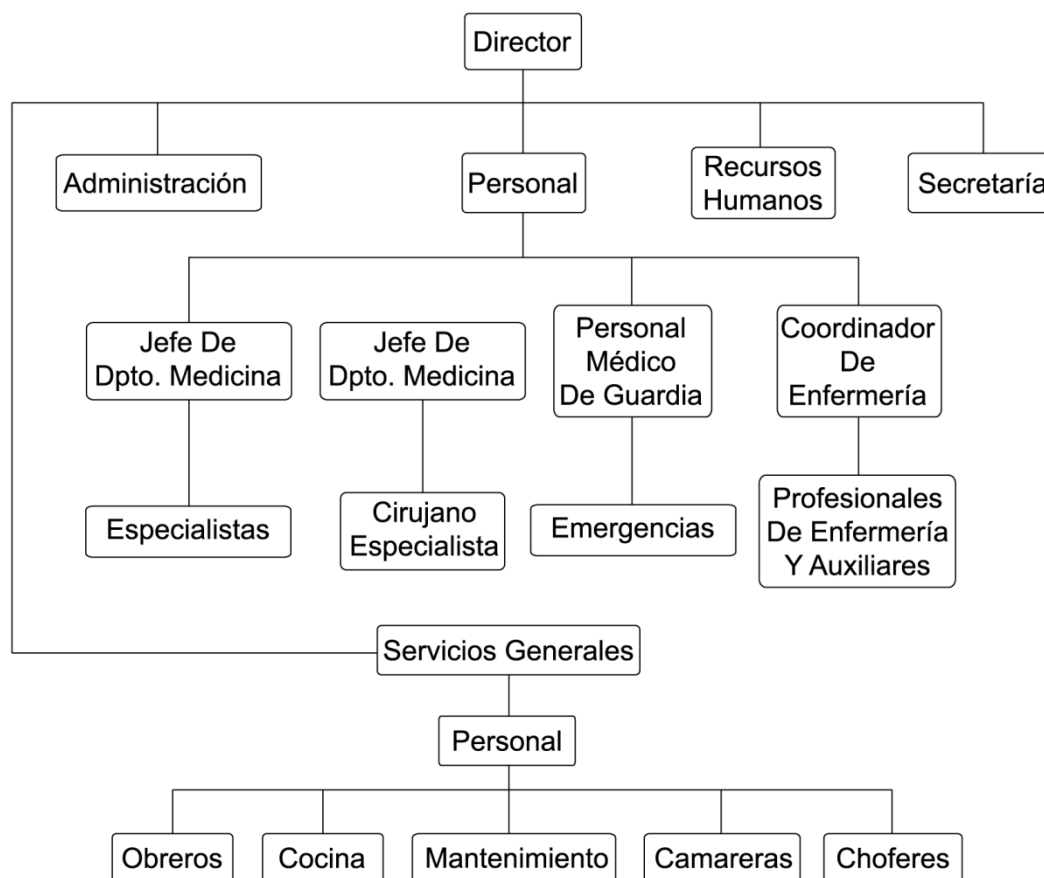 Director
Administración
Personal
Recursos
Humanos
Secretaría
Jefe De
Dpto. Medicina
Jefe De
Dpto. Medicina
Personal
Médico
De Guardia
Coordinador
De
Enfermería
Especialistas
Cirujano
Especialista
Emergencias
Profesionales
De Enfermería
Y Auxiliares
Servicios Generales
Personal
Obreros
Cocina
Mantenimiento
Camareras
Choferes